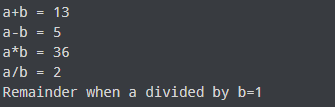 a+b = 13
a-b = 5
a*b = 36
a/b = 2
Remainder when a divided by b=1